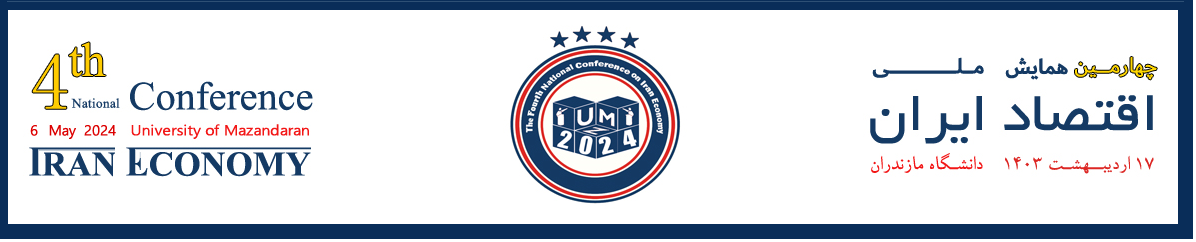 4th National Conference
6 May 2024 University of Mazandaran
IRAN ECONOMY
The Fourth National Conference on Iran Economy
UMZ
2024
چهارمین همایش ملی
اقتصاد ایران
۱۷ اردیبهشت ۱۴۰۳ دانشگاه مازندران